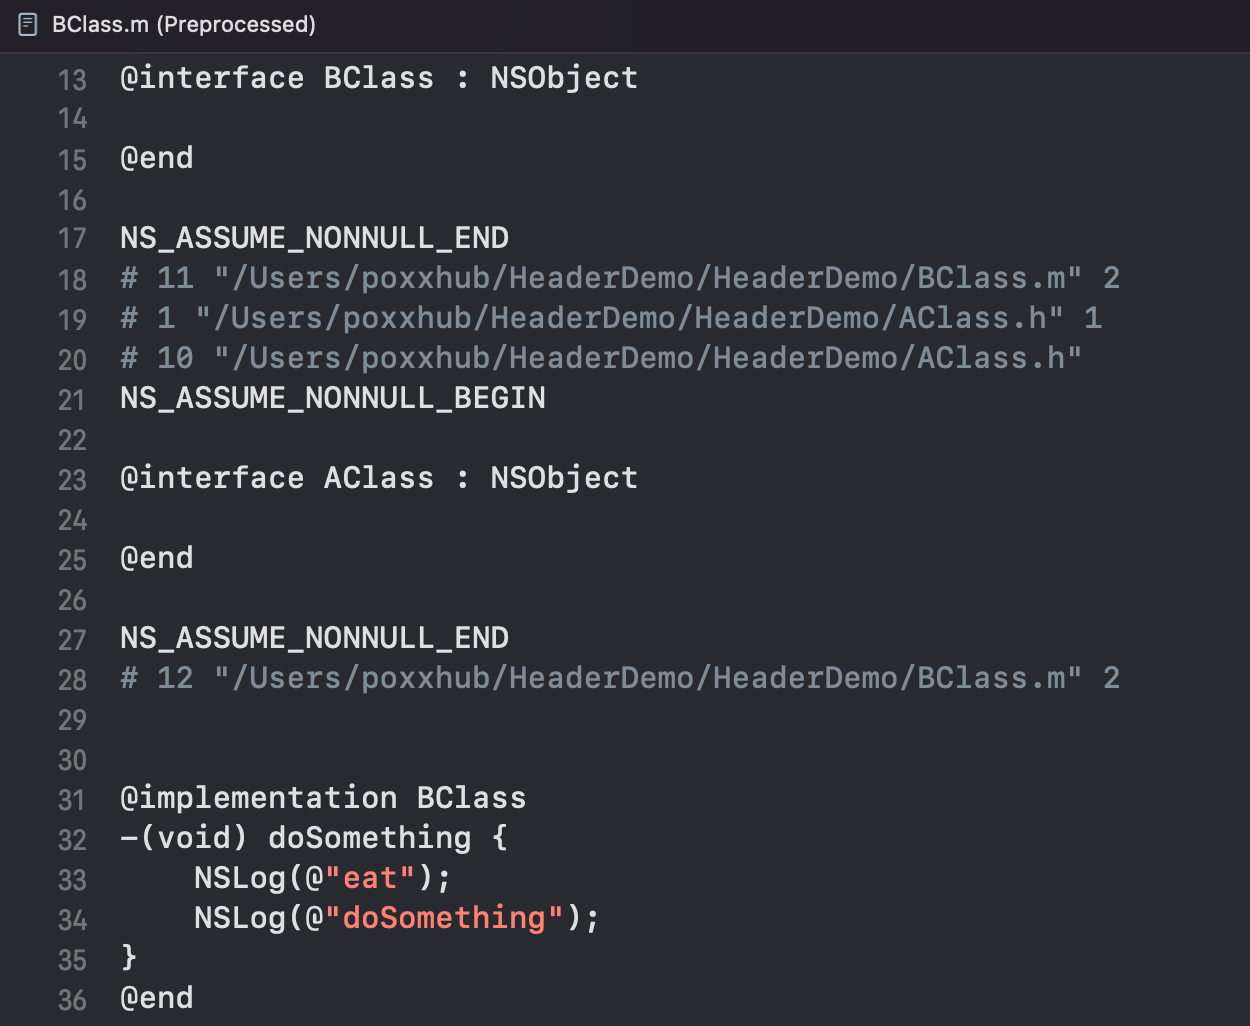 BClass.m (Preprocessed)
13 @interface BClass : NSObject
14
15 @end
16
17 NS_ASSUME_NONNULL_END
18 # 11 "/Users/poxxhub/HeaderDemo/HeaderDemo/BClass.m" 2
19 # 1 "/Users/poxxhub/HeaderDemo/HeaderDemo/AClass.h" 1
20 # 10 "/Users/poxxhub/HeaderDemo/HeaderDemo/AClass.h"
21 NS_ASSUME_NONNULL_BEGIN
22
23 @interface AClass : NSObject
24
25 @end
26
27 NS_ASSUME_NONNULL_END
28 # 12 "/Users/poxxhub/HeaderDemo/HeaderDemo/BClass.m" 2
29
30
31 @implementation BClass
32 -(void) doSomething {
33     NSLog(@"eat");
34     NSLog(@"doSomething");
35 }
36 @end